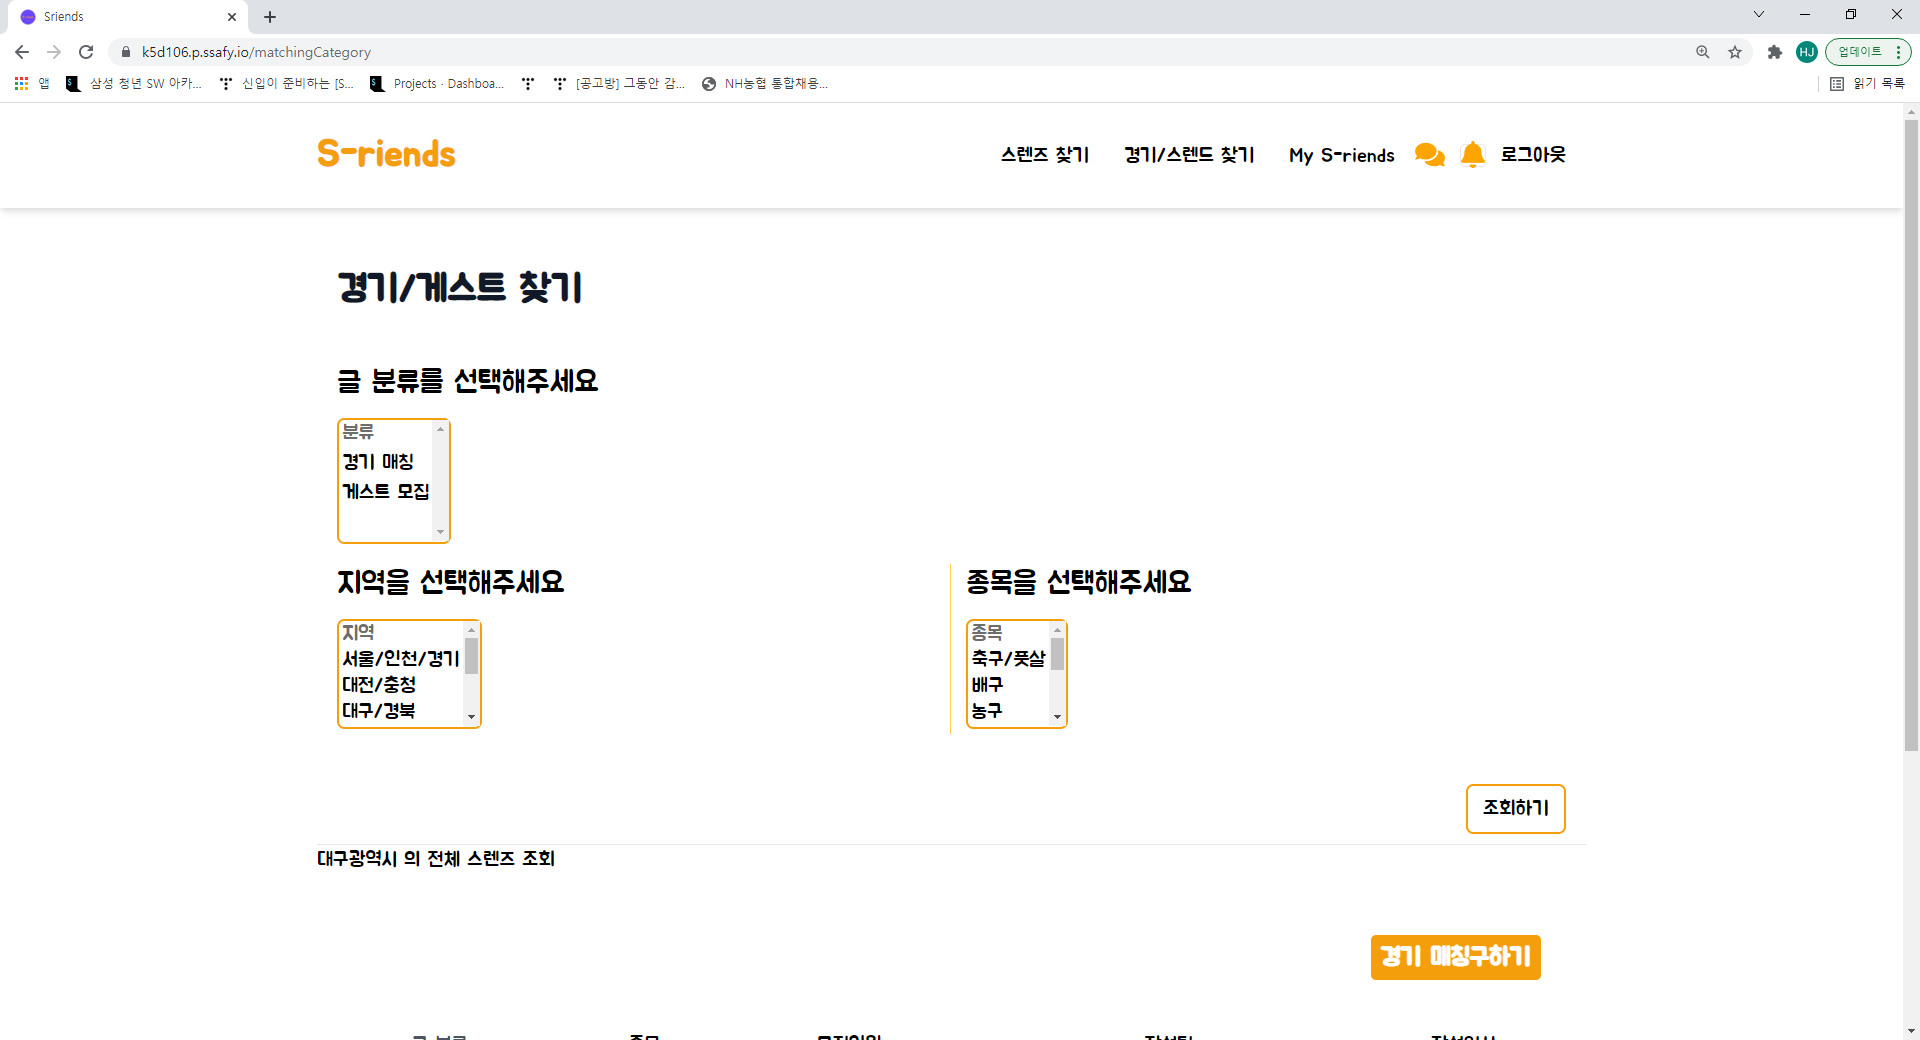 Sriends
k5d106.p.ssafy.io/matchingCategory
HJ
업데이트
앱
삼성 청년 SW 아카...
신입이 준비하는 [S...
Projects · Dashboa...
[공고방] 그동안 감...
NH농협 통합채용...
읽기 목록
S-riends
스렌즈 찾기
경기/스렌드 찾기
My S-riends
로그아웃
경기/게스트 찾기
글 분류를 선택해주세요
분류
경기 매칭
게스트 모집
지역을 선택해주세요
지역
서울/인천/경기
대전/충청
대구/경북
종목을 선택해주세요
종목
축구/풋살
배구
농구
조회하기
대구광역시 의 전체 스렌즈 조회
경기 매칭구하기